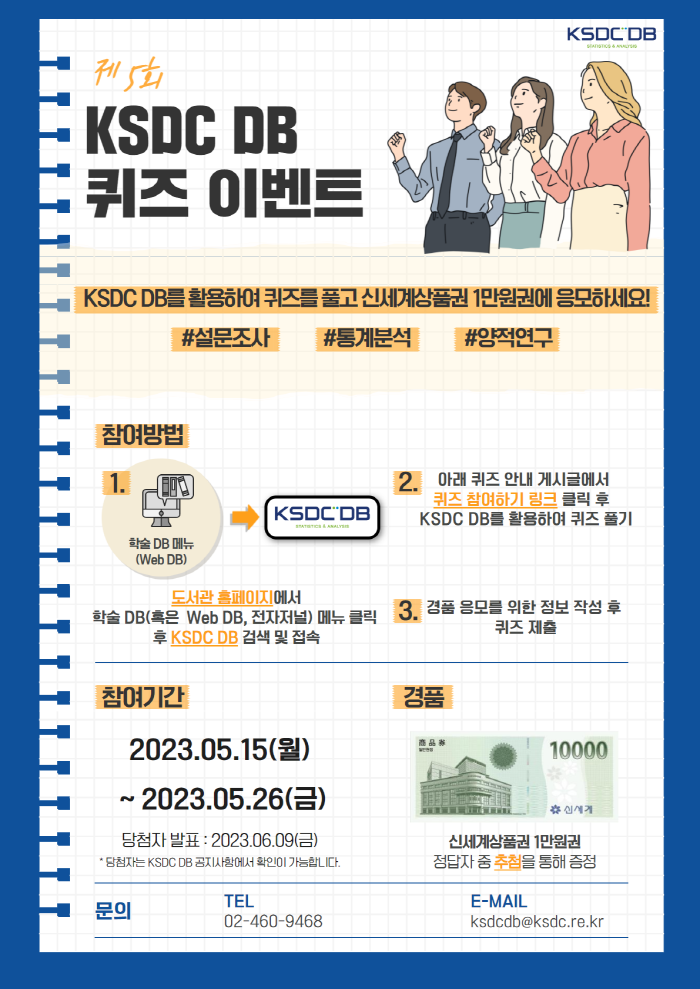 KSDC DB
STATISTICS & ANALYSIS
제 5회
KSDC DB
퀴즈 이벤트
KSDC DB를 활용하여 퀴즈를 풀고 신세계상품권 1만원권에 응모하세요!
#설문조사 #통계분석 #양적연구
참여방법
1.
학술 DB 메뉴
(Web DB)
KSDC DB
STATISTICS & ANALYSIS
도서관 홈페이지에서
학술 DB(혹은 Web DB, 전자저널) 메뉴 클릭
후 KSDC DB 검색 및 접속
2. 아래 퀴즈 안내 게시글에서
퀴즈 참여하기 링크 클릭 후
KSDC DB를 활용하여 퀴즈 풀기
3. 경품 응모를 위한 정보 작성 후
퀴즈 제출
참여기간
2023.05.15(월)
~ 2023.05.26(금)
당첨자 발표 : 2023.06.09(금)
* 당첨자는 KSDC DB 공지사항에서 확인이 가능합니다.
경품
商品券
10000
신세계
신세계상품권 1만원권
정답자 중 추첨을 통해 증정
문의
TEL
02-460-9468
E-MAIL
ksdcdb@ksdc.re.kr